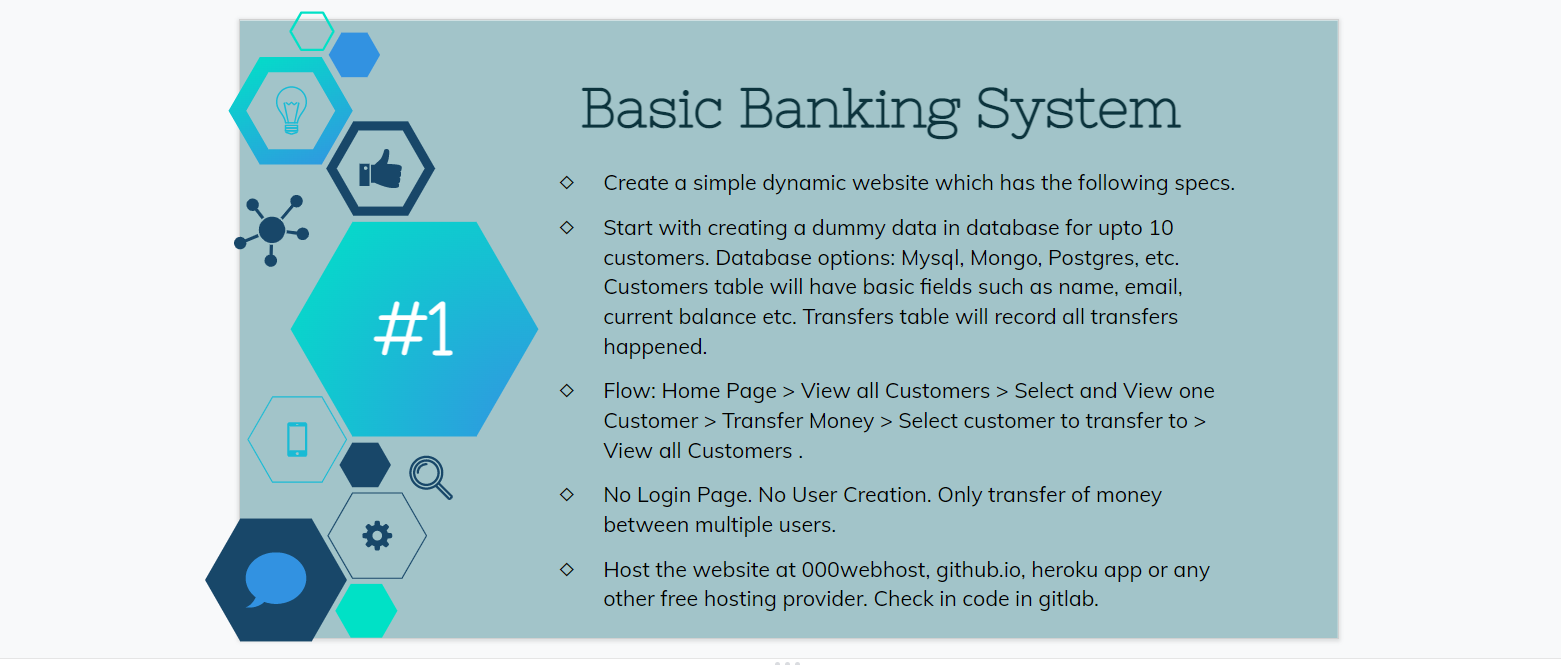 Basic Banking System
Create a simple dynamic website which has the following specs.
Start with creating a dummy data in database for upto 10
customers. Database options: Mysql, Mongo, Postgres, etc.
Customers table will have basic fields such as name, email,
current balance etc. Transfers table will record all transfers
happened.
#1
Flow: Home Page > View all Customers > Select and View one
Customer > Transfer Money > Select customer to transfer to >
View all Customers .
No Login Page. No User Creation. Only transfer of money
between multiple users.
Host the website at 000webhost, github.io, heroku app or any
other free hosting provider. Check in code in gitlab.